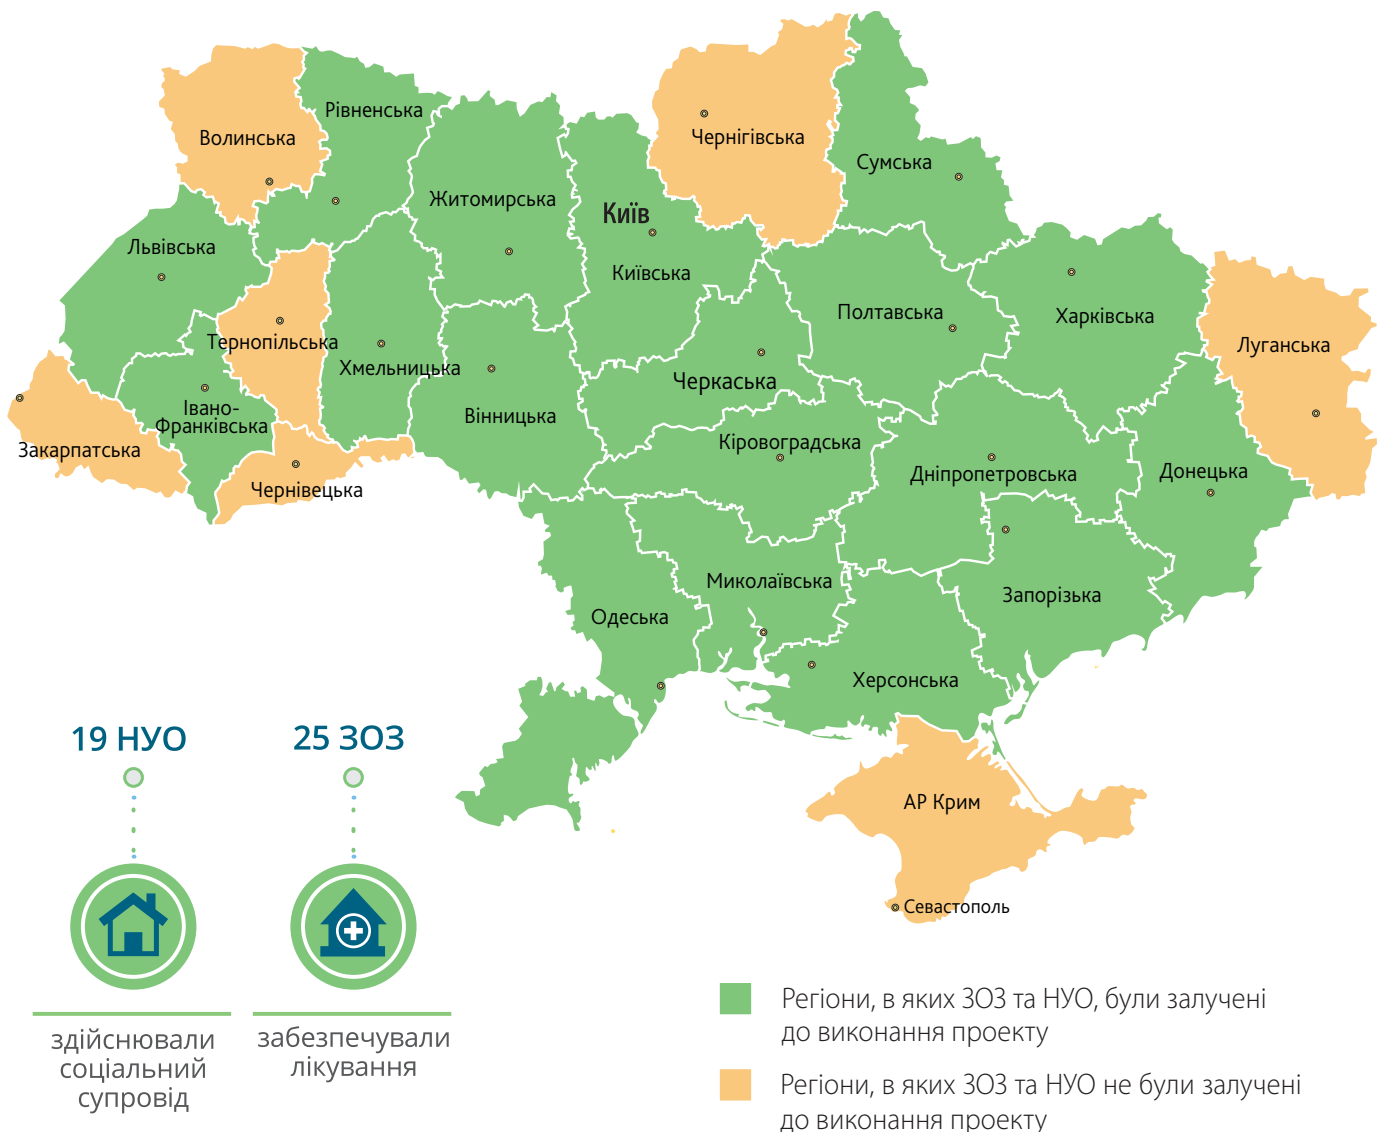 Рівненська
Волинська
Чернігівська
Сумська
Житомирська
Київ
Львівська
Київська
Полтавська
Харківська
Тернопільська
Луганська
Хмельницька
Черкаська
Івано-
Франківська
Вінницька
Закарпатська
Кіровоградська
Дніпропетровська
Донецька
Чернівецька
Миколаївська
Запорізька
Одеська
Херсонська
АР Крим
Севастополь
19 НУО
здійснювали
соціальний
супровід
25 ЗОЗ
забезпечували
лікування
Регіони, в яких ЗОЗ та НУО, були залучені
до виконання проекту
Регіони, в яких ЗОЗ та НУО не були залучені
до виконання проекту